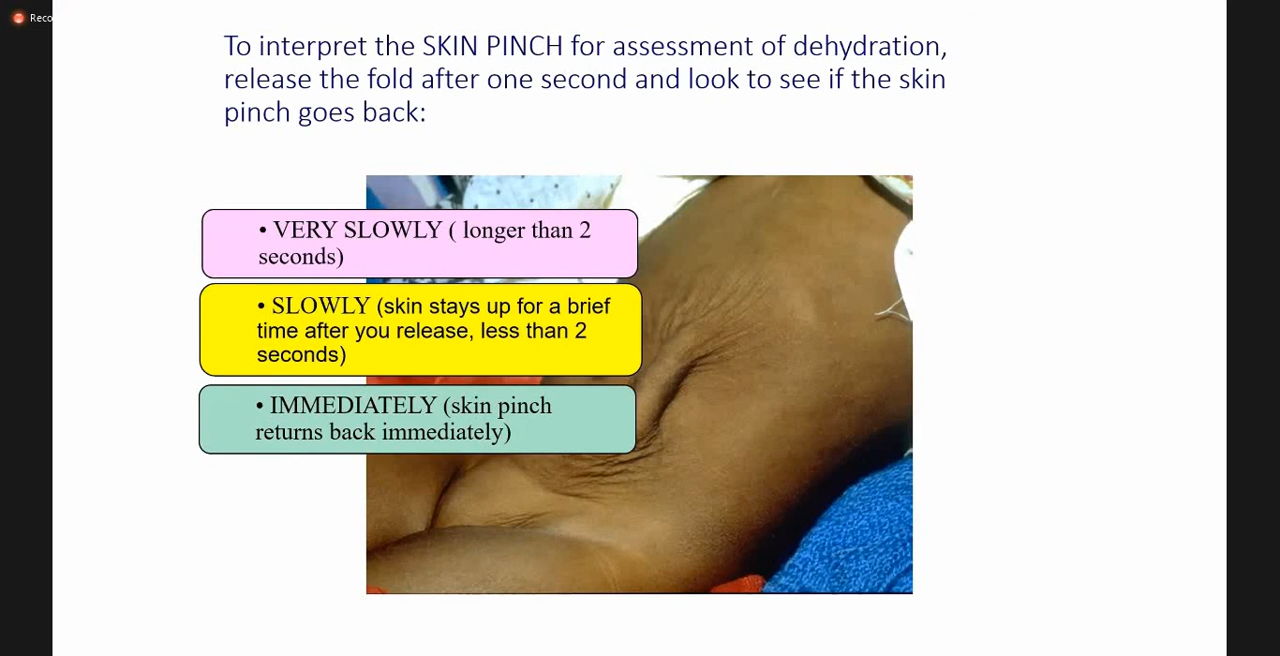 Reco
To interpret the SKIN PINCH for assessment of dehydration,
release the fold after one second and look to see if the skin
pinch goes back:
• VERY SLOWLY ( longer than 2
seconds)
• SLOWLY (skin stays up for a brief
time after you release, less than 2
seconds)
• IMMEDIATELY (skin pinch
returns back immediately)